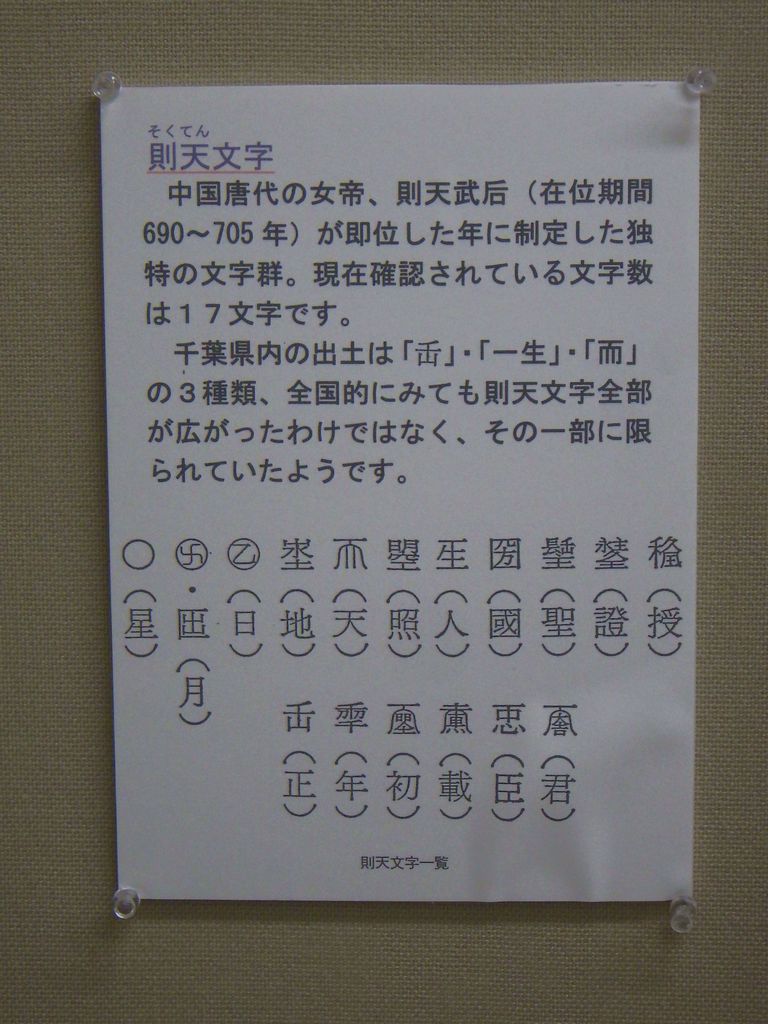 そくてん
則天文字
中国唐代の女帝、則天武后（在位期間
690～705年）が即位した年に制定した独
特の文字群。現在確認されている文字数
は１７文字です。
千葉県内の出土は「𠙺」・「一生」・「而」
の３種類、全国的にみても則天文字全部
が広がったわけではなく、その一部に限
られていたようです。
（授）
（證）
（聖）
圀（國）
𤯔（人）
曌（照）
（天）
埊（地）
（日）
・（月）
〇（星）
（君）
（臣）
（載）
（初）
（年）
𠙺（正）
則天文字一覧